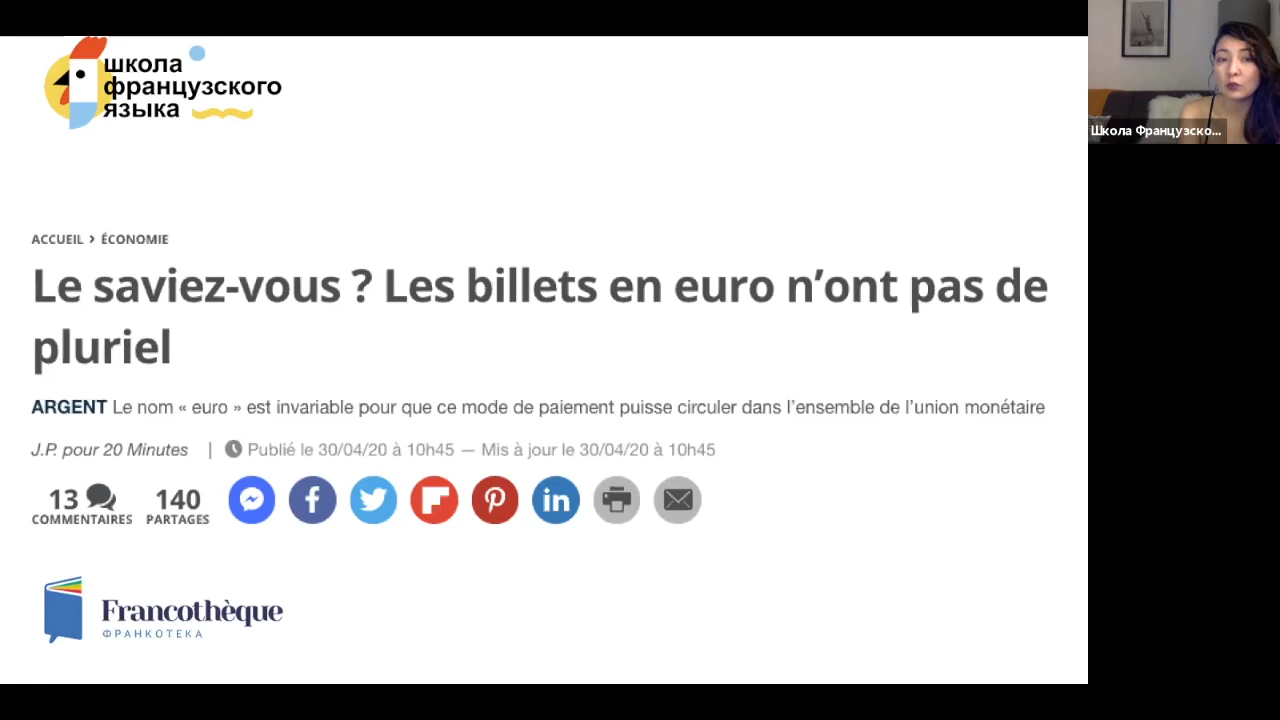 школа
французского
языка
Школа Французско...
ACCUEIL › ÉCONOMIE
Le saviez-vous ? Les billets en euro n’ont pas de
pluriel
ARGENT Le nom « euro » est invariable pour que ce mode de paiement puisse circuler dans l’ensemble de l’union monétaire
J.P. pour 20 Minutes | Publié le 30/04/20 à 10h45 — Mis à jour le 30/04/20 à 10h45
13 140
COMMENTAIRES PARTAGES
Francothèque
ФРАНКОТЕКА